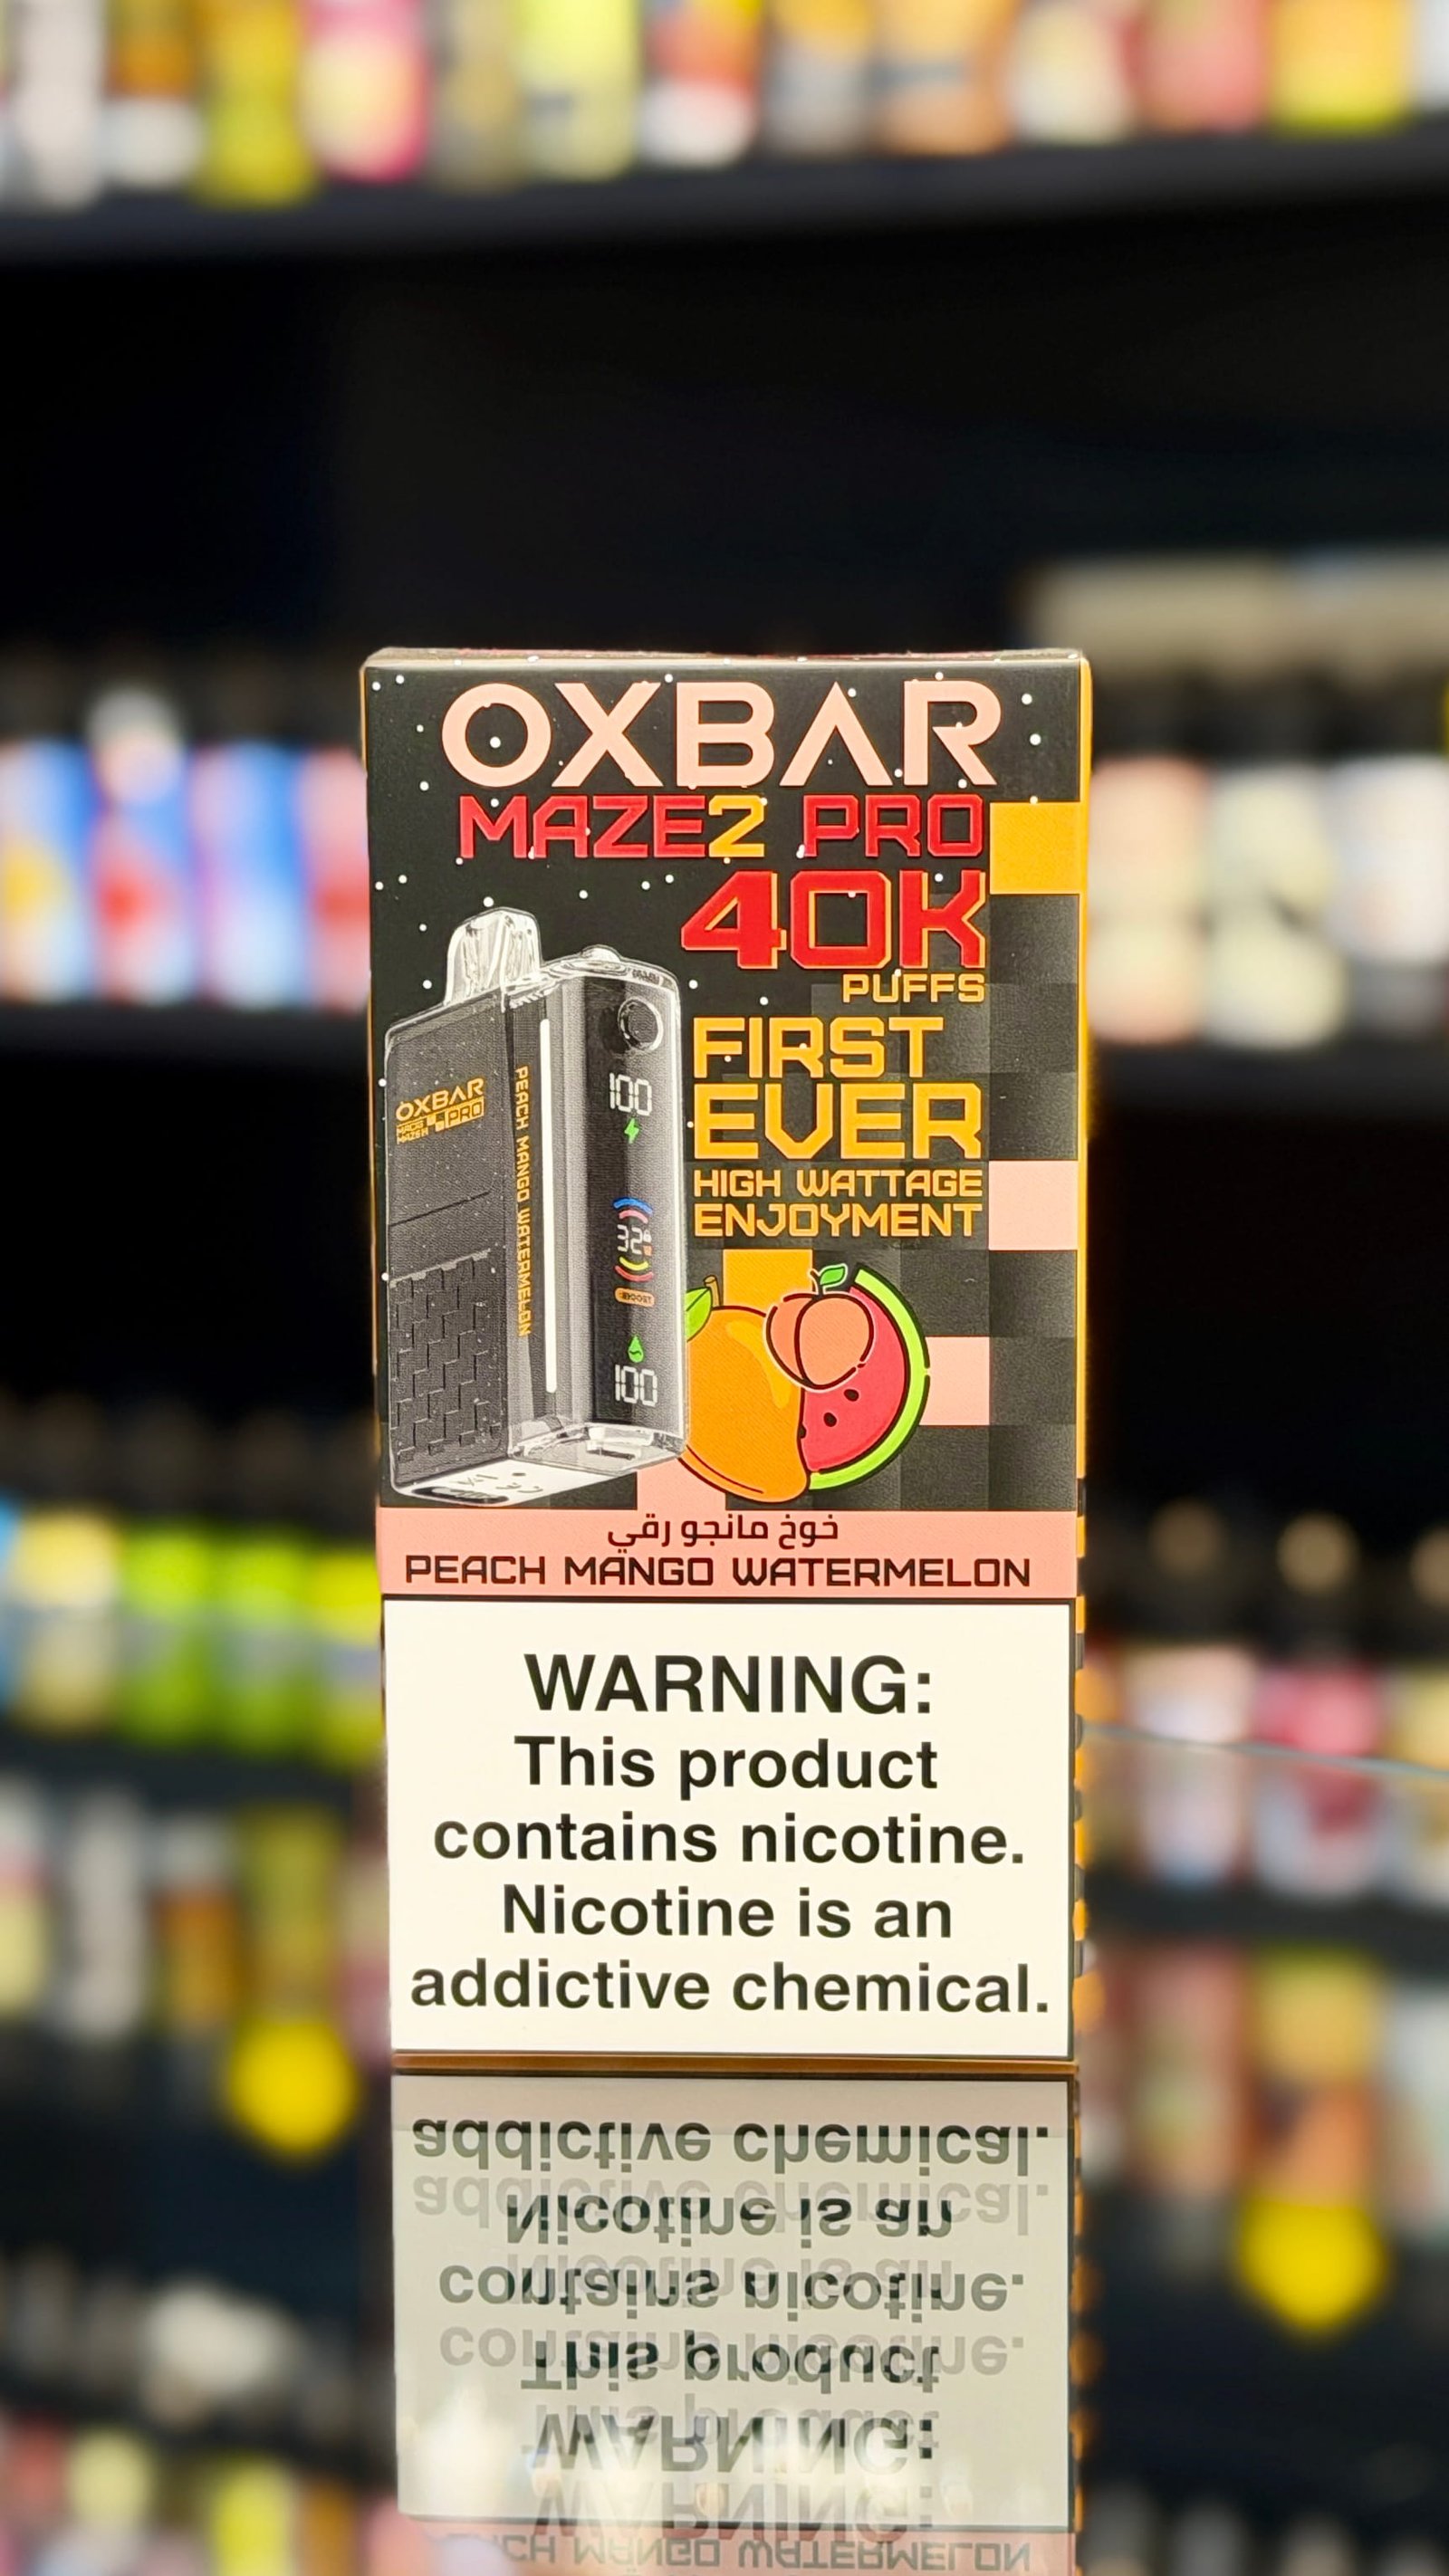 OXBAR
MAZE2 PRO
40K
PUFFS
FIRST
EVER
HIGH WATTAGE
ENJOYMENT
OXBAR
PRO
PEACH MANGO WATERMELON
100
32
100
خوخ مانجو رقي
PEACH MANGO WATERMELON
WARNING:
This product
contains nicotine.
Nicotine is an
addictive chemical.